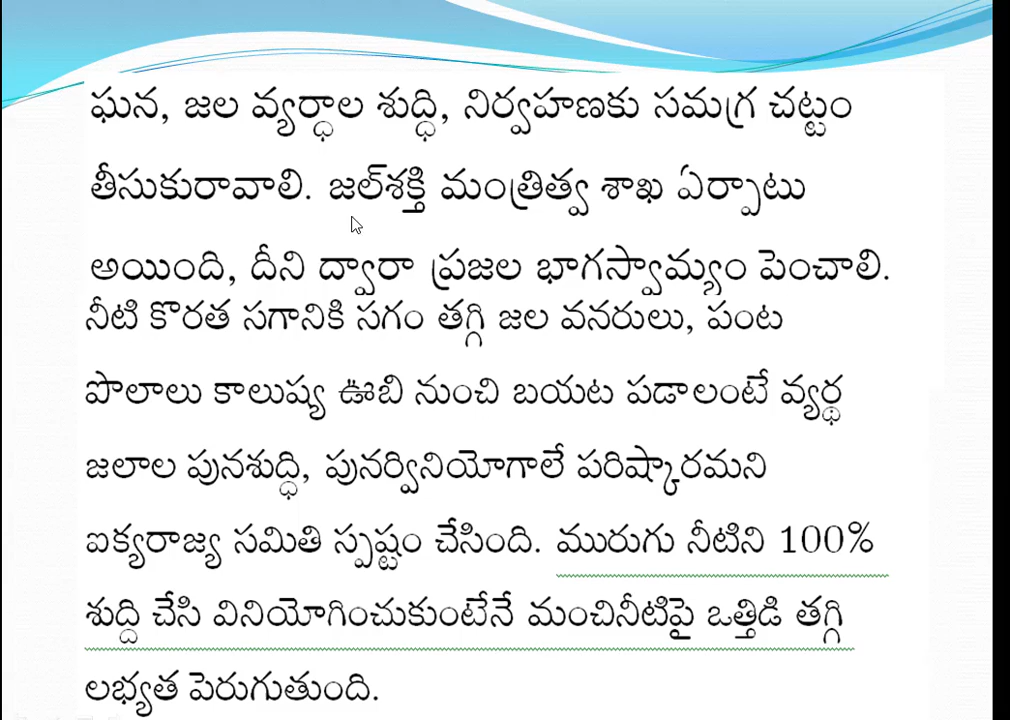 ఘన, జల వ్యర్ధాల శుద్ధి, నిర్వహణకు సమగ్ర చట్టం
తీసుకురావాలి. జల్‌శక్తి మంత్రిత్వ శాఖ ఏర్పాటు
అయింది, దీని ద్వారా ప్రజల భాగస్వామ్యం పెంచాలి.
నీటి కొరత సగానికి సగం తగ్గి జల వనరులు, పంట
పొలాలు కాలుష్య ఊబి నుంచి బయట పడాలంటే వ్యర్థ
జలాల పునశుద్ధి, పునర్వినియోగాలే పరిష్కారమని
ఐక్యరాజ్య సమితి స్పష్టం చేసింది. మురుగు నీటిని 100%
శుద్ది చేసి వినియోగించుకుంటేనే మంచినీటిపై ఒత్తిడి తగ్గి
లభ్యత పెరుగుతుంది.